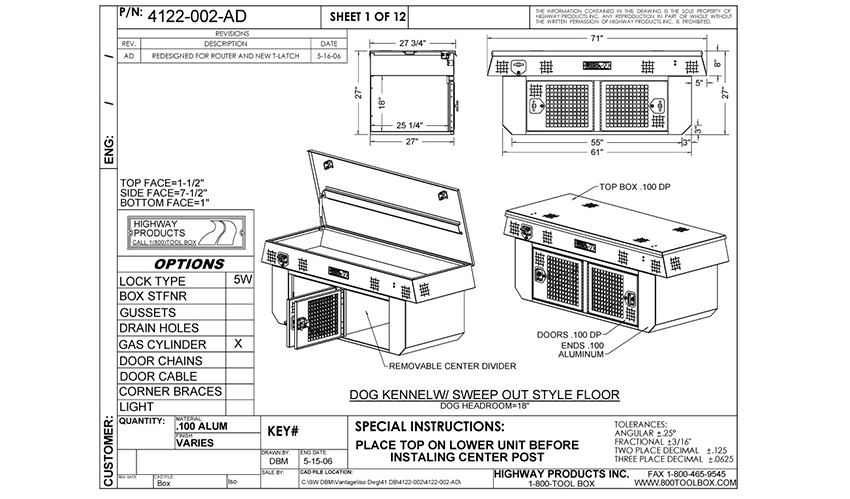 P/N: 4122-002-AD
SHEET 1 OF 12
THE INFORMATION CONTAINED IN THIS DRAWING IS THE SOLE PROPERTY OF
HIGHWAY PRODUCTS INC. ANY REPRODUCTION IN PART OR WHOLE WITHOUT
THE WRITTEN PERMISSION OF HIGHWAY PRODUCTS INC. IS PROHIBITED.
REVISIONS
REV. DESCRIPTION DATE
AD REDESIGNED FOR ROUTER AND NEW T-LATCH 5-16-06
ENG: / /
27 3/4"
27"
18"
25 1/4"
27"
71"
8"
5"
27"
3"
55"
3"
61"
TOP FACE=1-1/2"
SIDE FACE=7-1/2"
BOTTOM FACE=1"
HIGHWAY
PRODUCTS
CALL 1(800)TOOL BOX
OPTIONS
LOCK TYPE 5W
BOX STFNR
GUSSETS
DRAIN HOLES
GAS CYLINDER X
DOOR CHAINS
DOOR CABLE
CORNER BRACES
LIGHT
TOP BOX .100 DP
DOORS .100 DP
ENDS .100
ALUMINUM
REMOVABLE CENTER DIVIDER
DOG KENNELW/ SWEEP OUT STYLE FLOOR
DOG HEADROOM=18"
CUSTOMER:
QUANTITY:
MATERIAL:
.100 ALUM
FINISH:
VARIES
KEY#
DRAWN BY:
DBM
ENG DATE:
5-15-06
SPECIAL INSTRUCTIONS:
PLACE TOP ON LOWER UNIT BEFORE
INSTALING CENTER POST
TOLERANCES:
ANGULAR ±.25°
FRACTIONAL ±3/16"
TWO PLACE DECIMAL ±.125
THREE PLACE DECIMAL ±.0625
REV. DATE:
CAD FILE:
Box
Iso
SALE BY:
CAD FILE LOCATION:
C:\SW DBM\Vantage\Iso Dwg\41 DB\4122-002\4122-002-AD\
HIGHWAY PRODUCTS INC.
1-800-TOOL BOX
FAX 1-800-465-9545
WWW.800TOOLBOX.COM